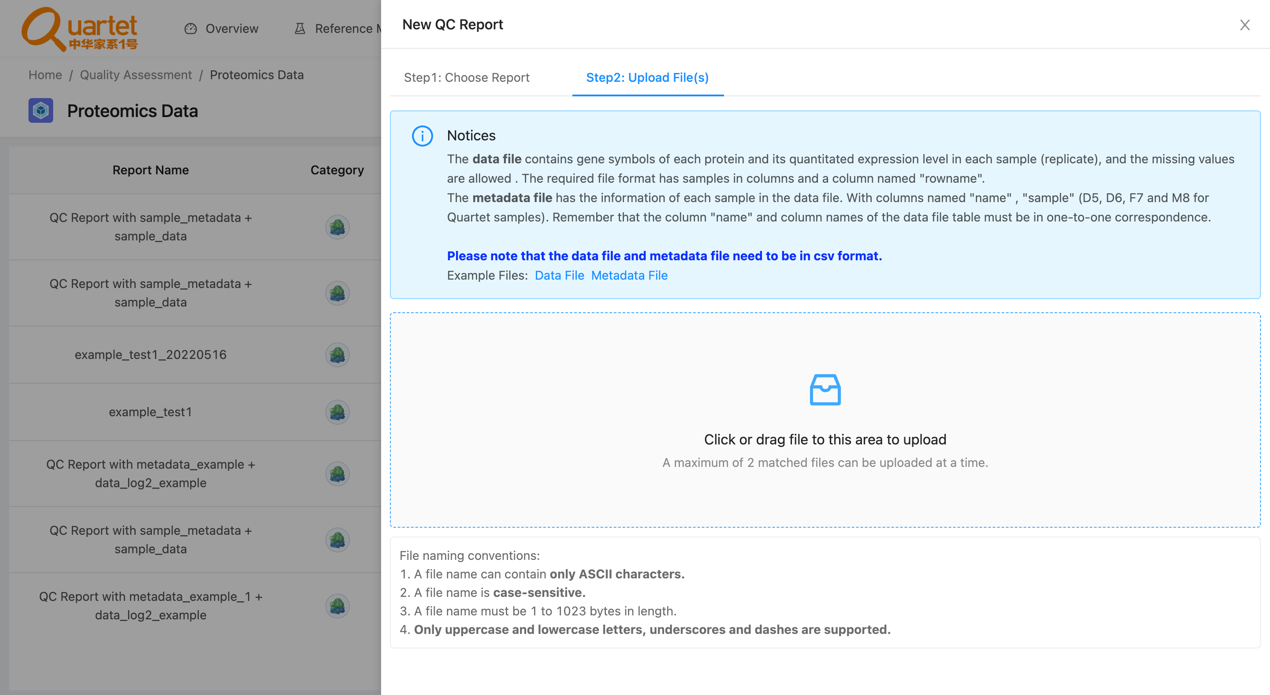 uartet
中华家系1号
Overview
Reference M
Home / Quality Assessment / Proteomics Data
Proteomics Data
Report Name
Category
QC Report with sample_metadata +
sample_data
QC Report with sample_metadata +
sample_data
example_test1_20220516
example_test1
QC Report with metadata_example +
data_log2_example
QC Report with sample_metadata +
sample_data
QC Report with metadata_example_1 +
data_log2_example
New QC Report
Step1: Choose Report
Step2: Upload File(s)
Notices
The data file contains gene symbols of each protein and its quantitated expression level in each sample (replicate), and the missing values
are allowed . The required file format has samples in columns and a column named "rowname".
The metadata file has the information of each sample in the data file. With columns named "name" , "sample" (D5, D6, F7 and M8 for
Quartet samples). Remember that the column "name" and column names of the data file table must be in one-to-one correspondence.
Please note that the data file and metadata file need to be in csv format.
Example Files: Data File Metadata File
Click or drag file to this area to upload
A maximum of 2 matched files can be uploaded at a time.
File naming conventions:
1. A file name can contain only ASCII characters.
2. A file name is case-sensitive.
3. A file name must be 1 to 1023 bytes in length.
4. Only uppercase and lowercase letters, underscores and dashes are supported.